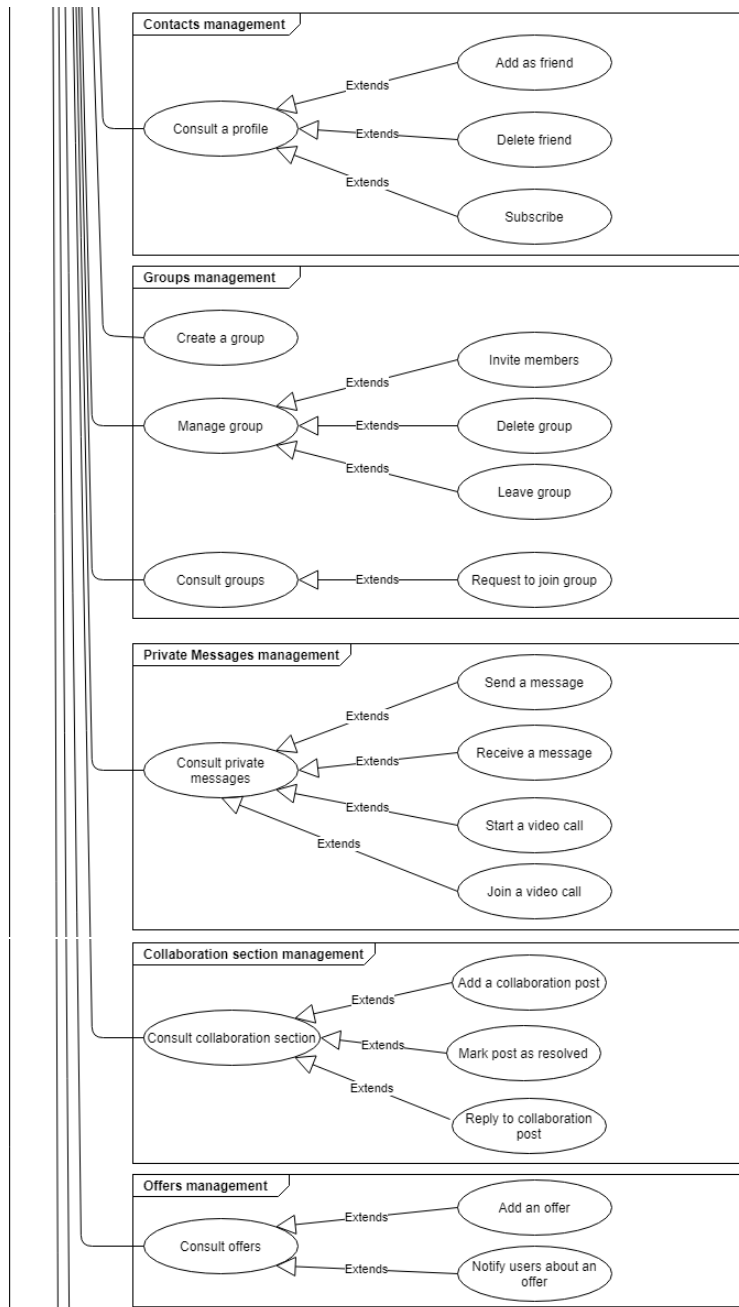 Contacts management
Add as friend
Extends
Consult a profile
Extends
Delete friend
Extends
Subscribe
Groups management
Create a group
Invite members
Extends
Manage group
Extends
Delete group
Extends
Leave group
Consult groups
Extends
Request to join group
Private Messages management
Send a message
Extends
Consult private
messages
Extends
Receive a message
Extends
Start a video call
Extends
Join a video call
Collaboration section management
Add a collaboration post
Extends
Consult collaboration section
Extends
Mark post as resolved
Extends
Reply to collaboration
post
Offers management
Add an offer
Extends
Consult offers
Extends
Notify users about an
offer